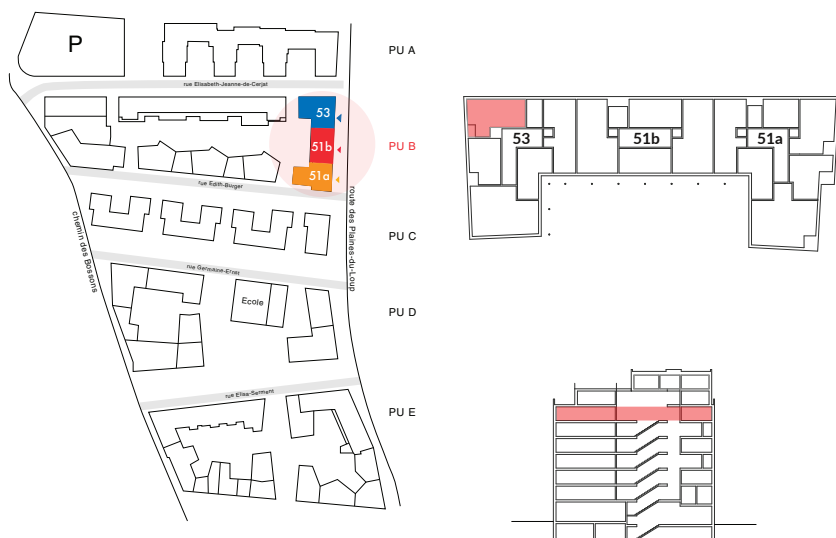 P
PU A
rue Elisabeth-Jeanne-de-Cerjat
53
51b
PU B
51a
rue Edith-Burger
route des Plaines-du-Loup
chemin des Bossons
PU C
rue Germaine-Ernst
Ecole
PU D
rue Elisa-Serment
PU E
53
51b
51a